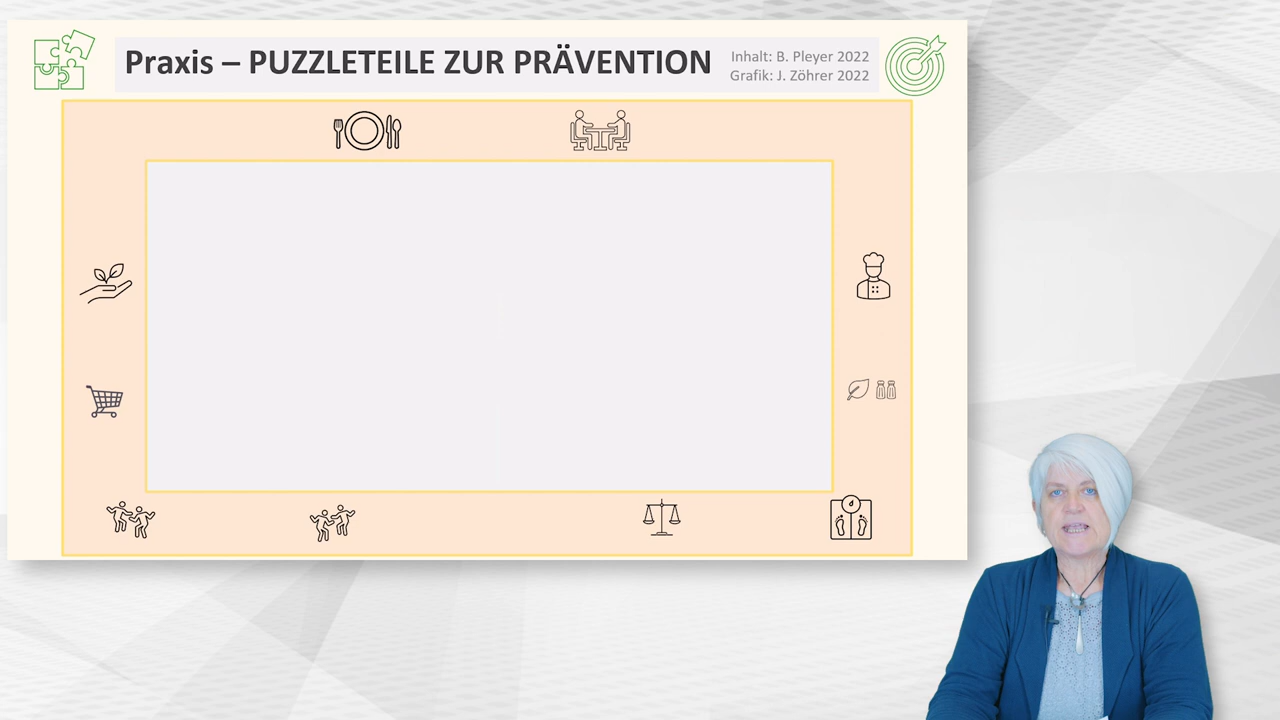 Praxis – PUZZLETEILE ZUR PRÄVENTION
Inhalt: B. Pleyer 2022
Grafik: J. Zöhrer 2022